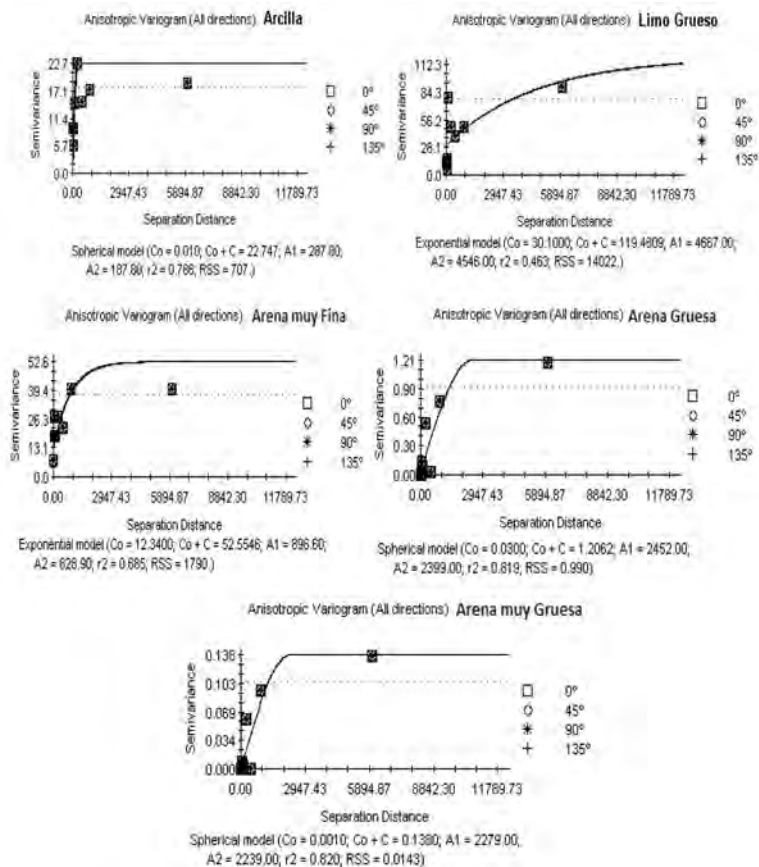 Anisotropic Variogram (All directions) Arcilla
22.7
17.1
11.4
5.7
0.0
Semivariance
0.00 2947.43 5894.87 8842.30 11789.73
Separation Distance
0°
45°
90°
135°
Spherical model (Co = 0.010; Co + C = 22.747; A1 = 287.80;
A2 = 187.80; r2 = 0.766; RSS = 707.)
Anisotropic Variogram (All directions) Limo Grueso
112.3
84.3
56.2
26.1
0.0
Semivariance
0.00 2947.43 5894.87 8842.30 11789.73
Separation Distance
0°
45°
90°
135°
Exponential model (Co = 30.1000; Co + C = 119.4609; A1 = 4667.00;
A2 = 4546.00; r2 = 0.463; RSS = 14022.)
Anisotropic Variogram (All directions) Arena muy Fina
52.6
39.4
26.3
13.1
0.0
Semivariance
0.00 2947.43 5894.87 8842.30 11789.73
Separation Distance
0°
45°
90°
135°
Exponential model (Co = 12.3400; Co + C = 52.5546; A1 = 896.60;
A2 = 828.90; r2 = 0.685; RSS = 1790.)
Anisotropic Variogram (All directions) Arena Gruesa
1.21
0.90
0.60
0.30
0.00
Semivariance
0.00 2947.43 5894.87 8842.30 11789.73
Separation Distance
0°
45°
90°
135°
Spherical model (Co = 0.0300; Co + C = 1.2062; A1 = 2452.00;
A2 = 2399.00; r2 = 0.819; RSS = 0.990)
Anisotropic Variogram (All directions) Arena muy Gruesa
0.138
0.103
0.069
0.034
0.000
Semivariance
0.00 2947.43 5894.87 8842.30 11789.73
Separation Distance
0°
45°
90°
135°
Spherical model (Co = 0.0010; Co + C = 0.1380; A1 = 2279.00;
A2 = 2239.00; r2 = 0.820; RSS = 0.0143)